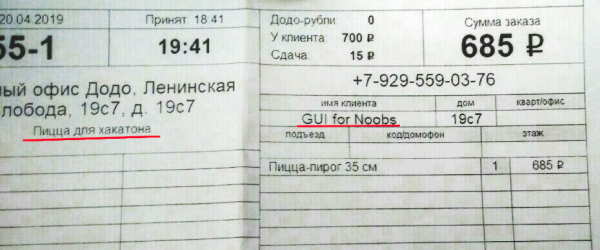 20.04.2019 Принят 18:41
55-1 19:41
ный офис Додо, Ленинская
лобода, 19с7, д. 19с7
Пицца для хакатона
Додо-рубли 0
У клиента: 700 ₽
Сдача: 15 ₽
Сумма заказа
685 ₽
+7-929-559-03-76
имя клиента дом кварт/офис
GUI for Noobs 19с7
подъезд код/домофон этаж
Пицца-пирог 35 см 1 685 ₽